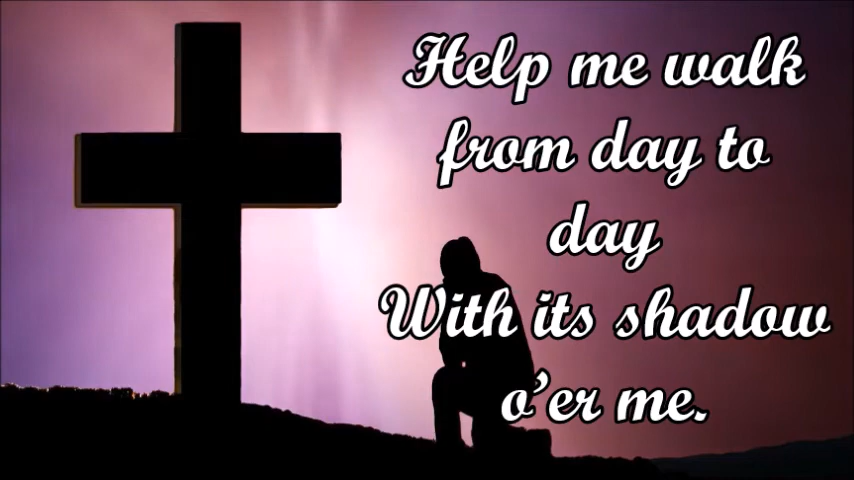 Help me walk
from day to
day
With its shadow
o’er me.